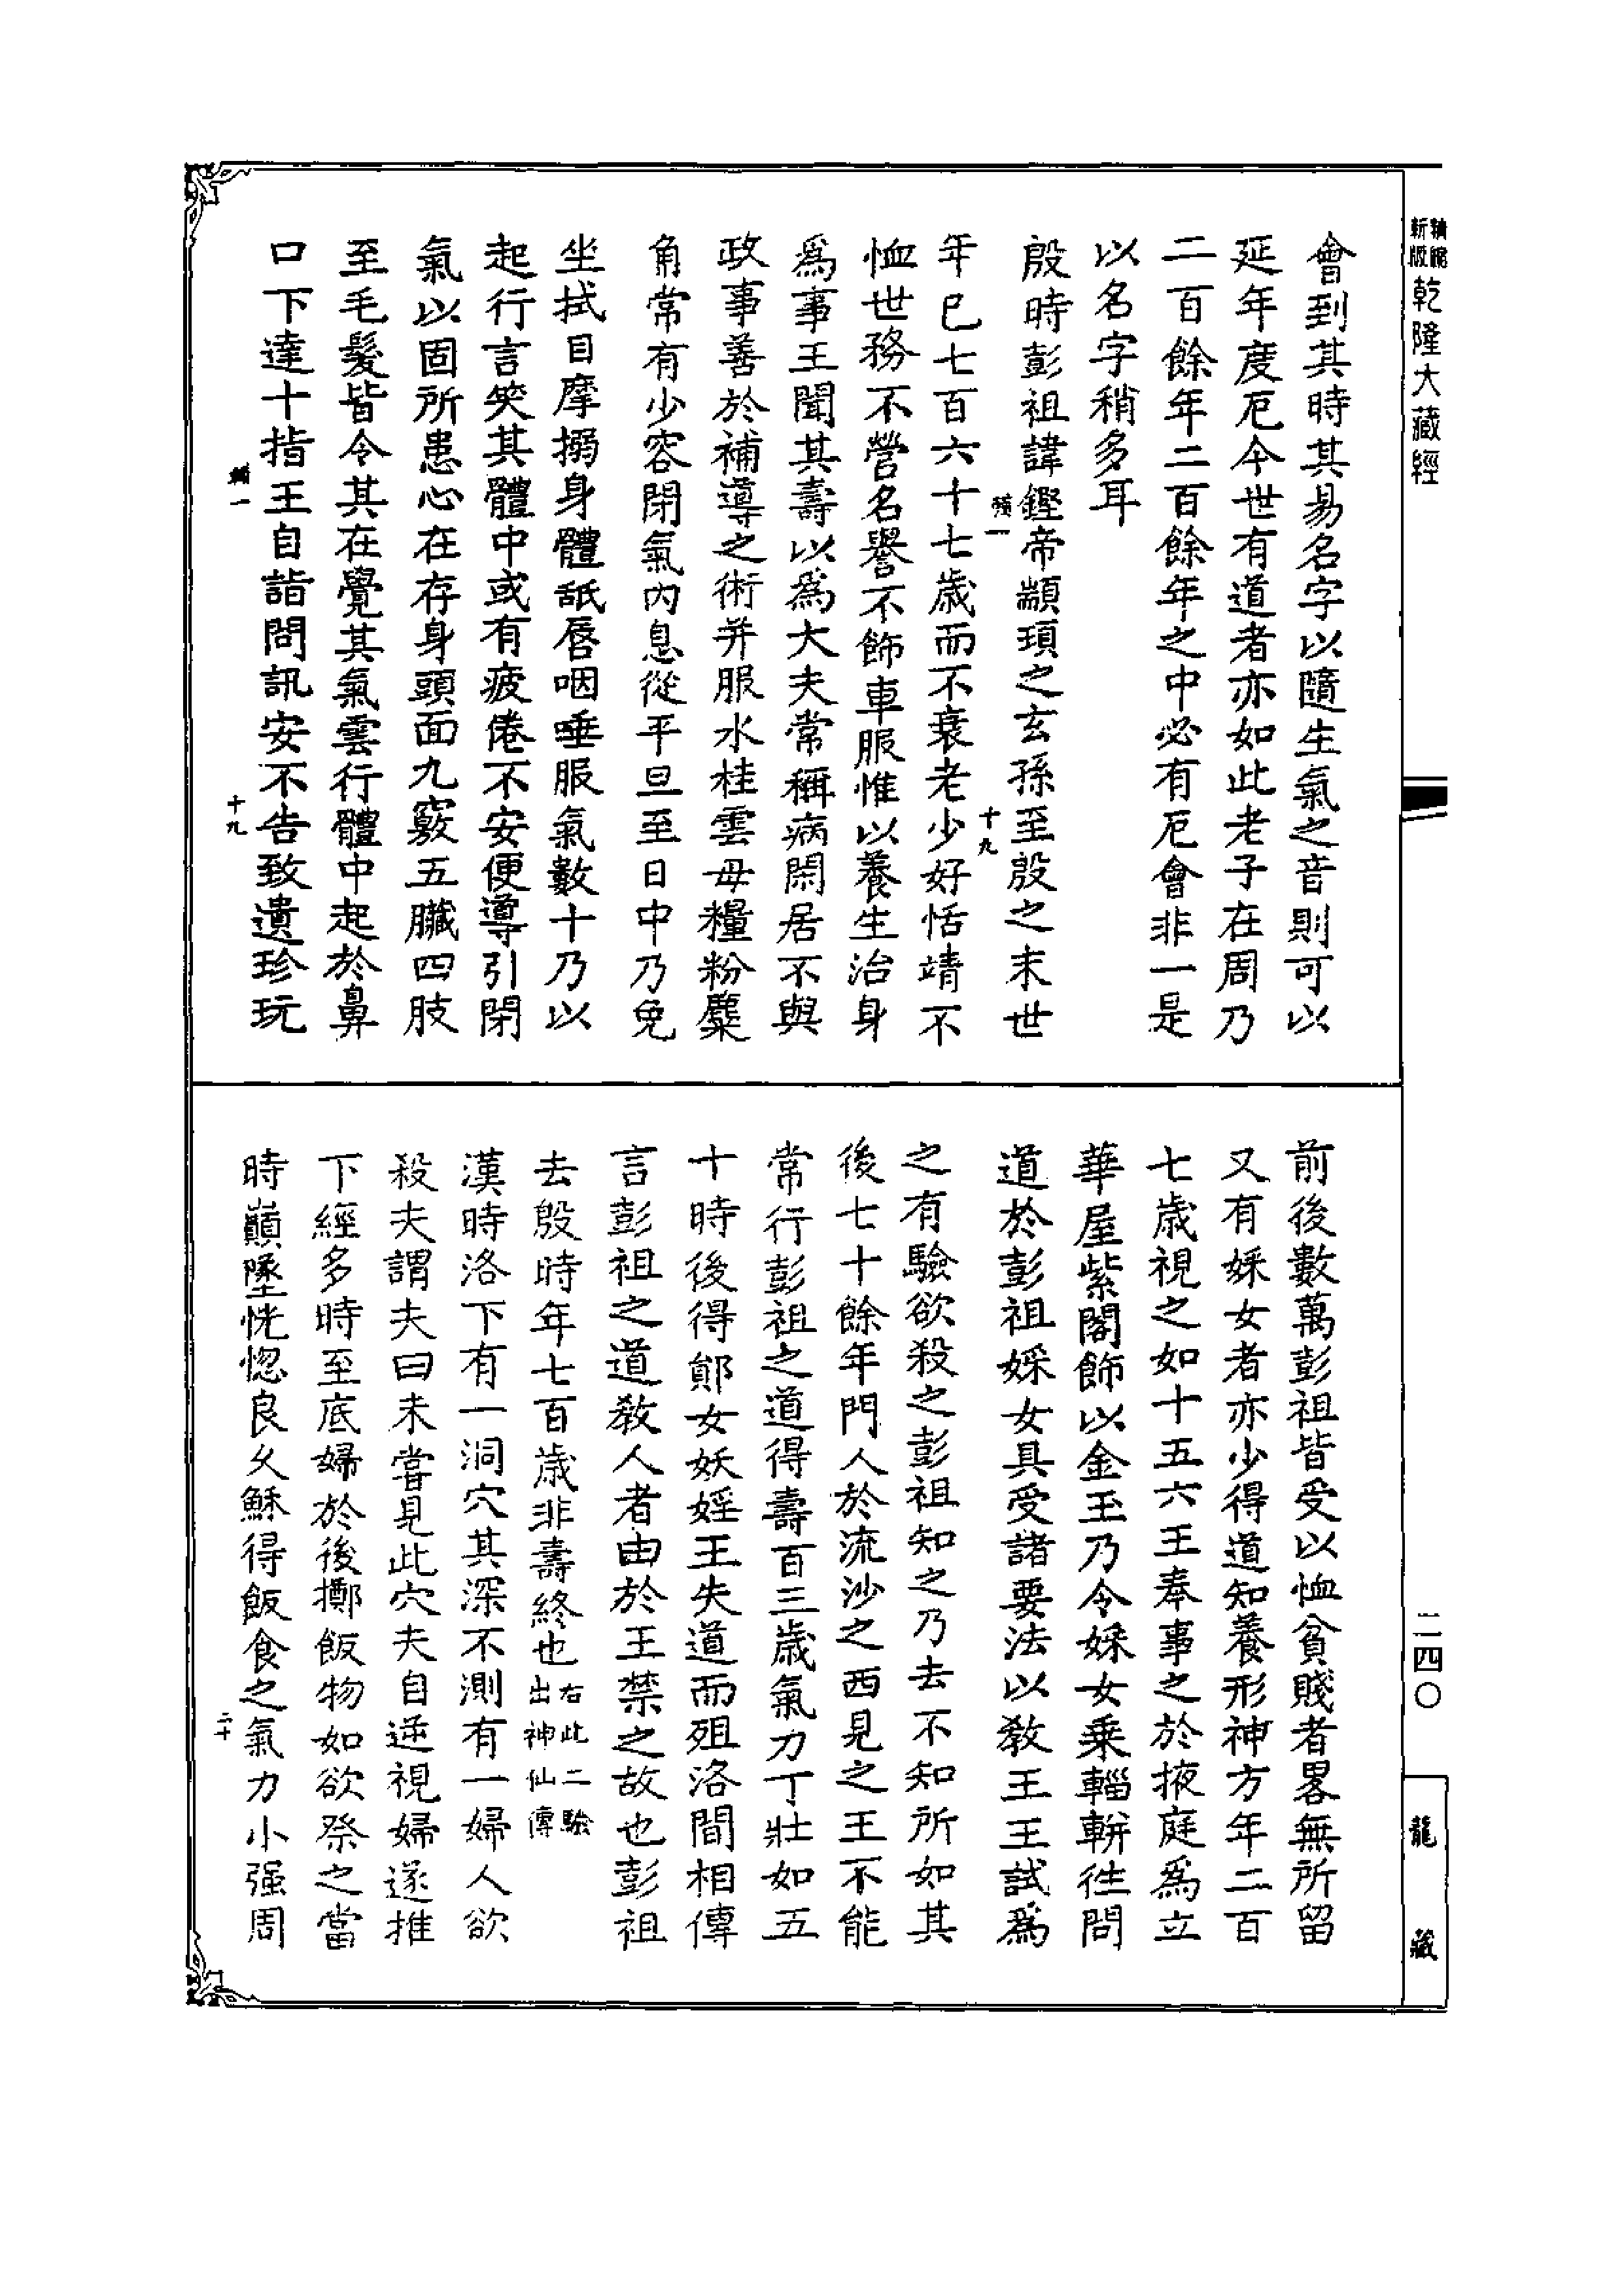 精縮
新版
乾隆大藏經
會到其時其易名字以隨生氣之音則可以
延年度厄今世有道者亦如此老子在周乃
二百餘年二百餘年之中必有厄會非一是
以名字稍多耳
殷時彭祖諱鏗帝顓頊之玄孫至殷之末世
十九
年已七百六十七歲而不衰老少好恬靖不
恤世務不營名譽不飾車服惟以養生治身
爲事王聞其壽以爲大夫常稱病閑居不與
政事善於補導之術并服水桂雲母糧粉麋
角常有少容閉氣内息從平旦至日中乃免
坐拭目摩搦身體舐唇咽唾服氣數十乃以
起行言笑其體中或有疲倦不安便導引閉
氣以固所患心在存身頭面九竅五臟四肢
至毛髮皆令其在覺其氣雲行體中起於鼻
口下達十指王自詣問訊安不告致遺珍玩
十九
前後數萬彭祖皆受以恤貧賤者畧無所留
又有婇女者亦少得道知養形神方年二百
七歲視之如十五六王奉事之於掖庭爲立
華屋紫閣飾以金玉乃令婇女乗輜軿徃問
道於彭祖婇女具受諸要法以教王王試爲
之有驗欲殺之彭祖知之乃去不知所如其
後七十餘年門人於流沙之西見之王不能
常行彭祖之道得壽百三歲氣力丁壯如五
十時後得鄖女妖婬王失道而殂洛間相傳
言彭祖之道教人者由於王禁之故也彭祖
去殷時年七百歲非壽終也右此二驗出神仙傳
漢時洛下有一洞穴其深不測有一婦人欲
殺夫謂夫曰未嘗見此穴夫自逆視婦遂推
下經多時至底婦於後擲飯物如欲祭之當
時巔墜恍惚良久穌得飯食之氣力小强周
二十
二四〇
龍藏